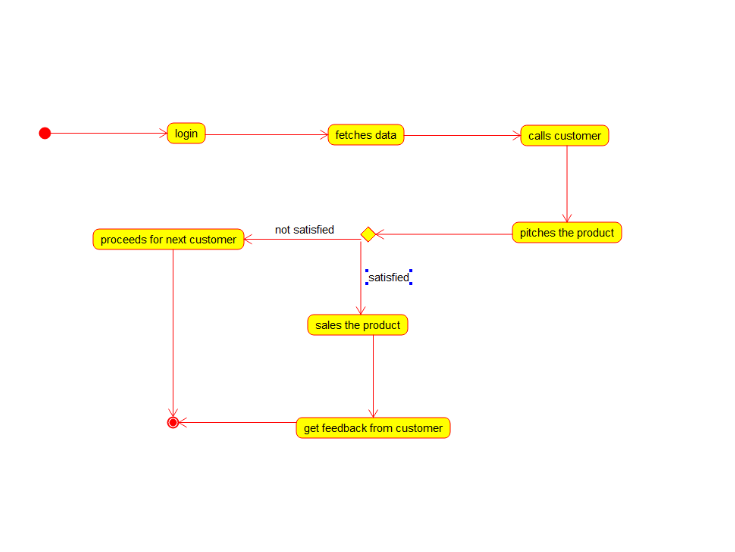 login
fetches data
calls customer
pitches the product
not satisfied
proceeds for next customer
satisfied
sales the product
get feedback from customer